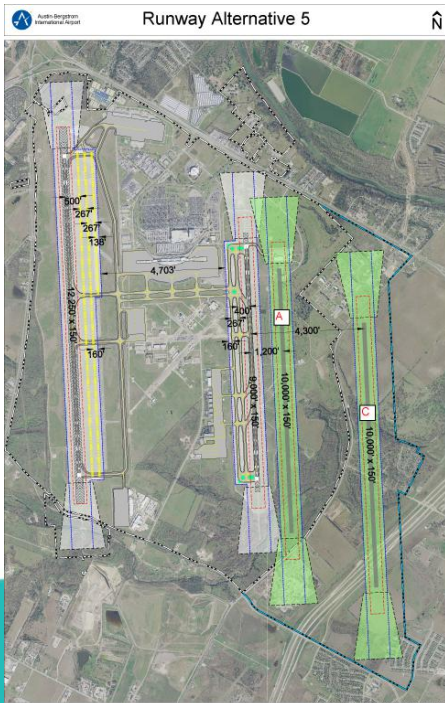 Austin-Bergstrom
International Airport
Runway Alternative 5
N
500'
267'
267'
138'
4,703'
12,250' x 150'
160'
400'
267'
160'
A
4,300'
1,200'
9,000' x 150'
10,000' x 150'
C
10,000' x 150'